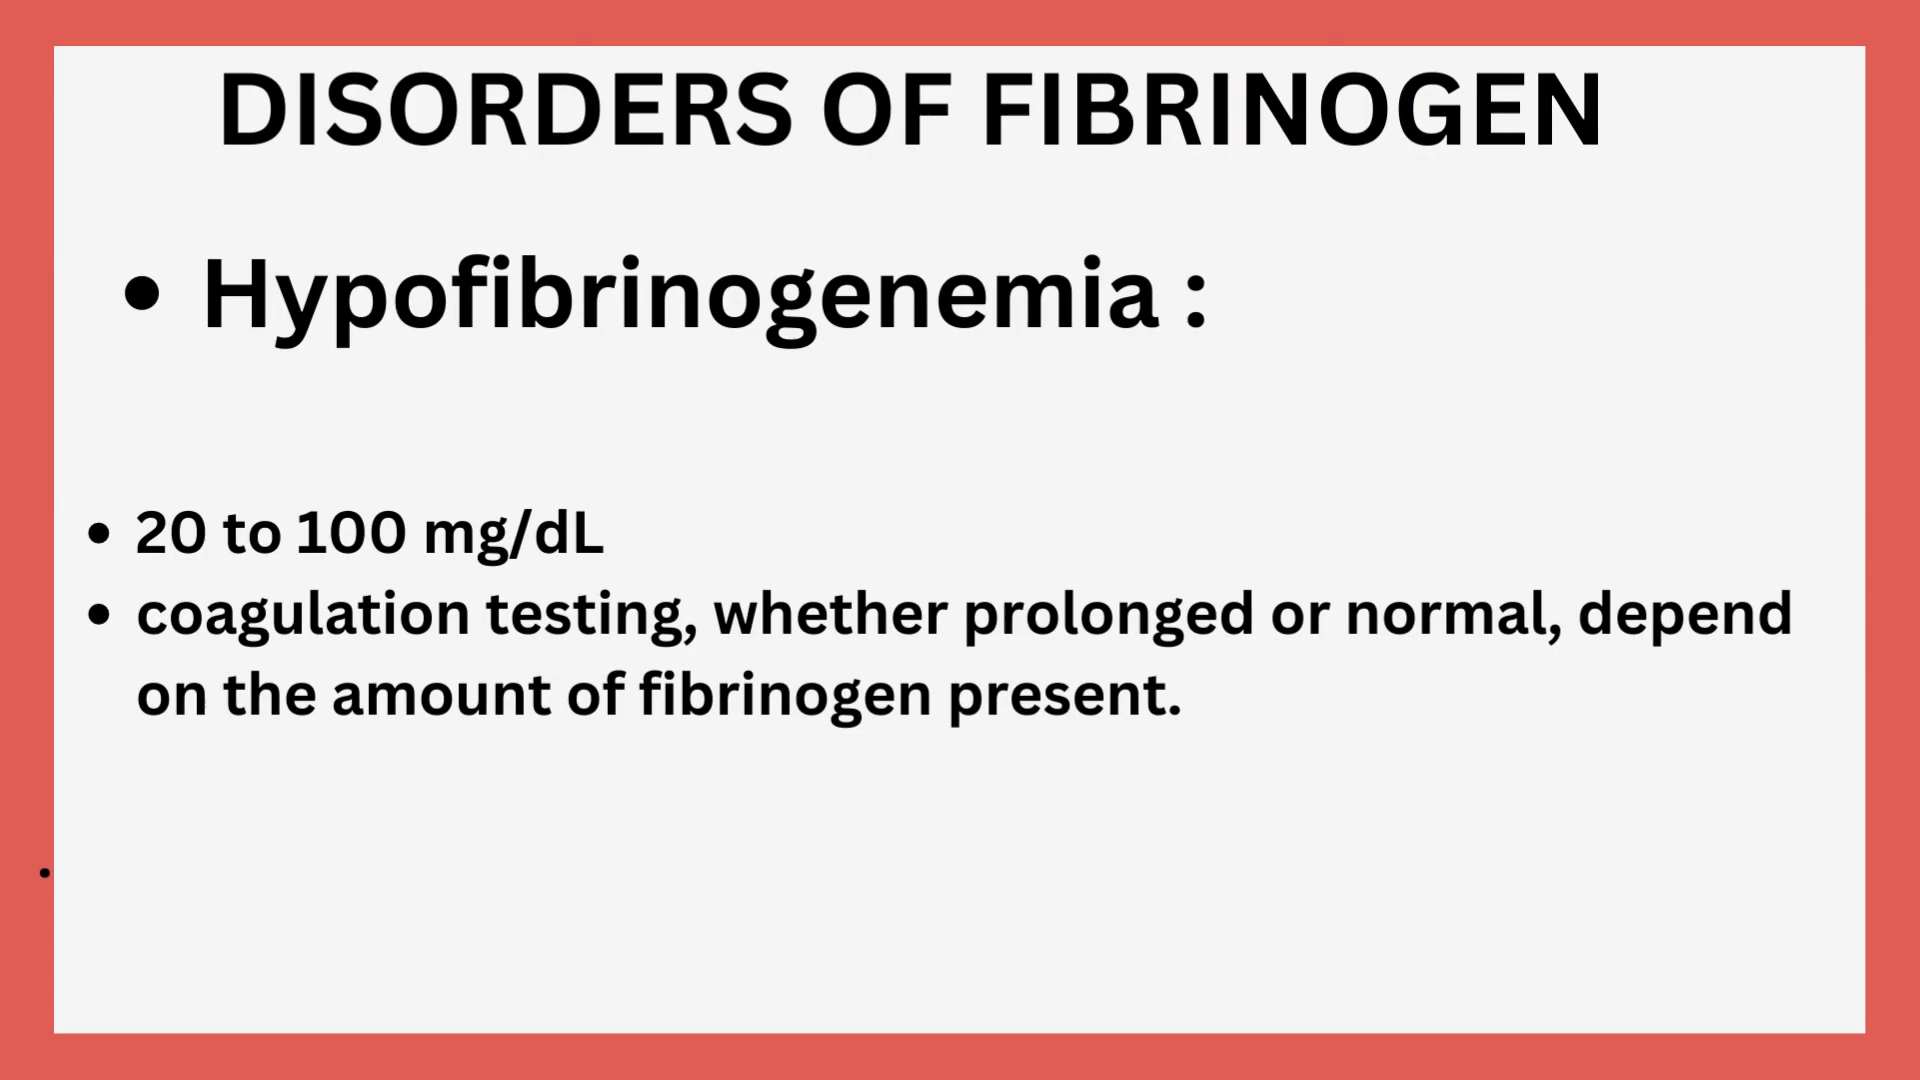 DISORDERS OF FIBRINOGEN
• Hypofibrinogenemia :
• 20 to 100 mg/dL
• coagulation testing, whether prolonged or normal, depend
on the amount of fibrinogen present.
•